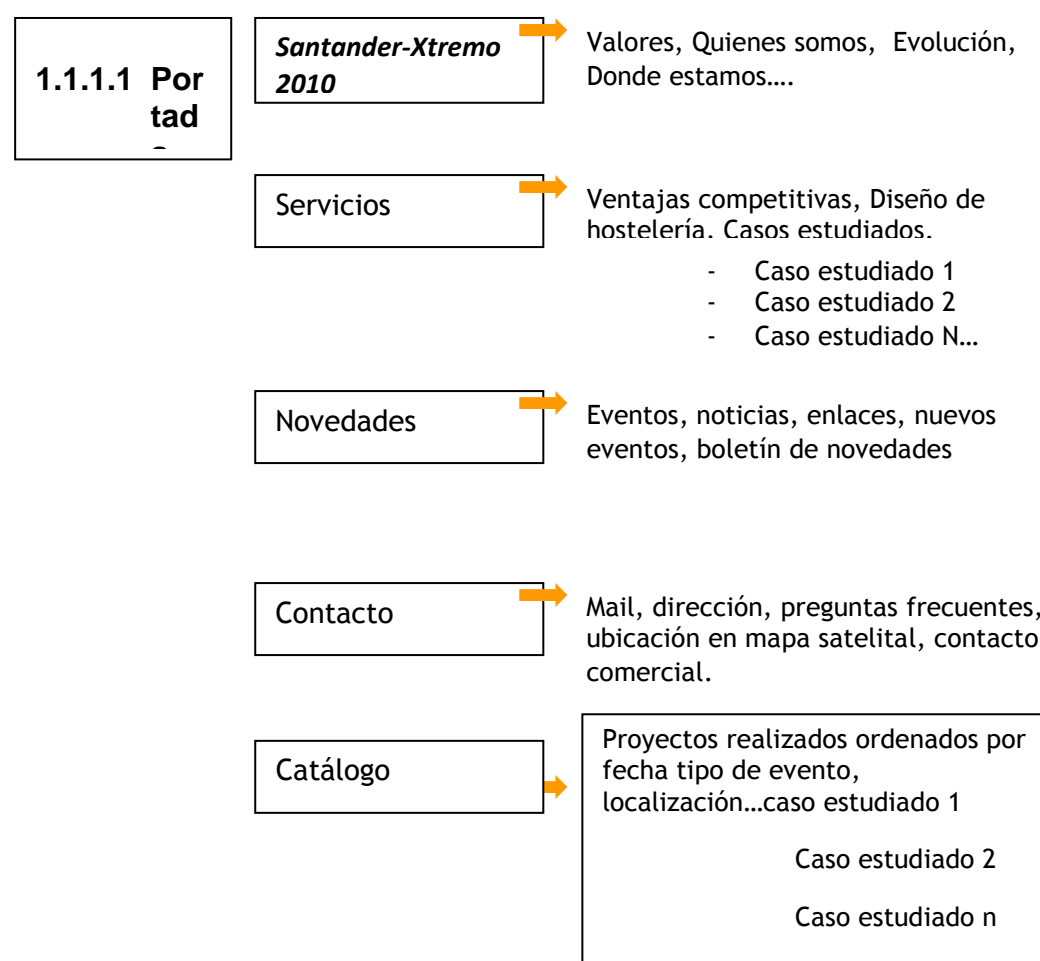 1.1.1.1 Por
tad
Santander-Xtremo
2010
Valores, Quienes somos,  Evolución,
Donde estamos….
Servicios
Ventajas competitivas, Diseño de
hostelería. Casos estudiados.
- Caso estudiado 1
- Caso estudiado 2
- Caso estudiado N…
Novedades
Eventos, noticias, enlaces, nuevos
eventos, boletín de novedades
Contacto
Mail, dirección, preguntas frecuentes,
ubicación en mapa satelital, contacto
comercial.
Catálogo
Proyectos realizados ordenados por
fecha tipo de evento,
localización…caso estudiado 1
Caso estudiado 2
Caso estudiado n